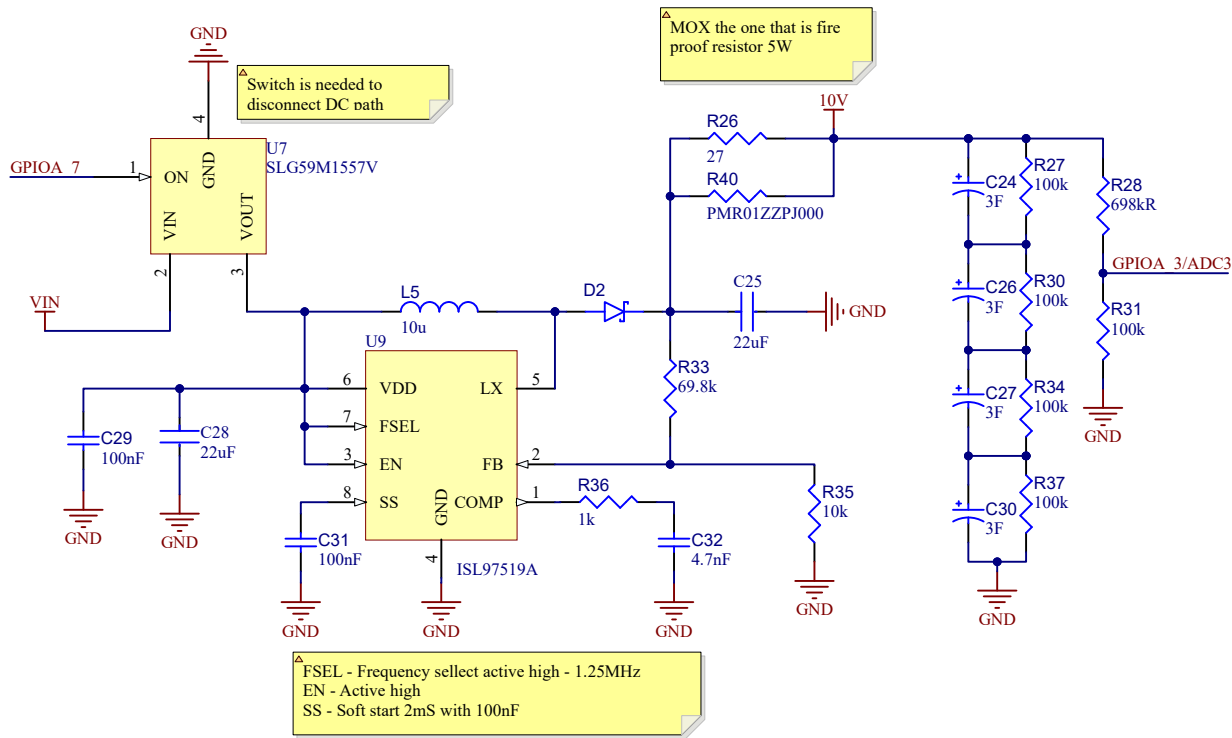 GND
Switch is needed to
disconnect DC path
MOX the one that is fire
proof resistor 5W
10V
4
U7
SLG59M1557V
GPIOA_7
1
ON
GND
VIN
VOUT
2
3
VIN
R26
27
R40
PMR01ZZPJ000
C24
3F
R27
100k
R28
698kR
GPIOA_3/ADC3
C26
3F
R30
100k
R31
100k
GND
L5
10u
D2
C25
22uF
GND
U9
6
VDD
LX
5
7
FSEL
3
EN
FB
2
8
SS
GND
COMP
1
4
ISL97519A
R33
69.8k
C27
3F
R34
100k
C29
100nF
GND
C28
22uF
GND
C31
100nF
GND
GND
R36
1k
C32
4.7nF
GND
R35
10k
GND
C30
3F
R37
100k
GND
FSEL - Frequency sellect active high - 1.25MHz
EN - Active high
SS - Soft start 2mS with 100nF